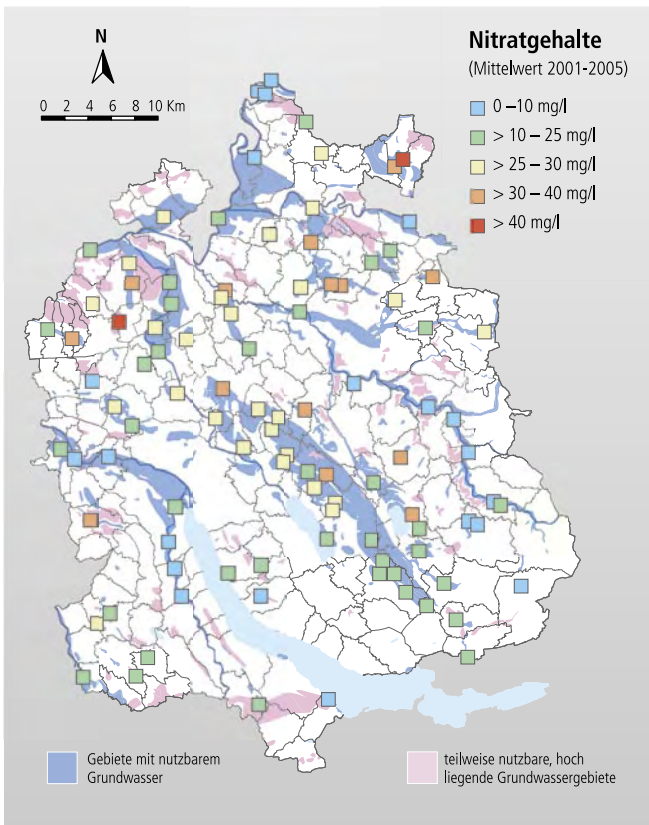 Nitratgehalte
(Mittelwert 2001-2005)
N
0 2 4 6 8 10 Km
0 –10 mg/l
> 10 – 25 mg/l
> 25 – 30 mg/l
> 30 – 40 mg/l
> 40 mg/l
Gebiete mit nutzbarem
Grundwasser
teilweise nutzbare, hoch
liegende Grundwassergebiete